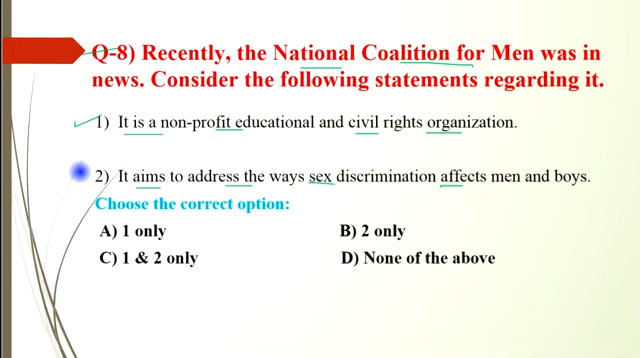 Q-8) Recently, the National Coalition for Men was in
news. Consider the following statements regarding it.
1) It is a non-profit educational and civil rights organization.
2) It aims to address the ways sex discrimination affects men and boys.
Choose the correct option:
A) 1 only B) 2 only
C) 1 & 2 only D) None of the above